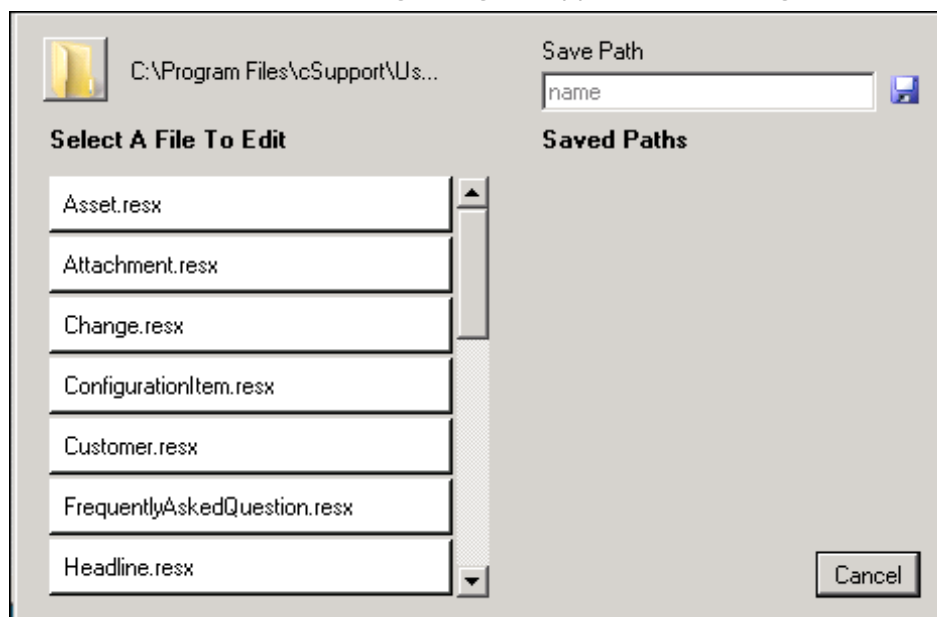 C:\Program Files\cSupport\Us...
Save Path
name
Select A File To Edit
Saved Paths
Asset.resx
Attachment.resx
Change.resx
ConfigurationItem.resx
Customer.resx
FrequentlyAskedQuestion.resx
Headline.resx
Cancel